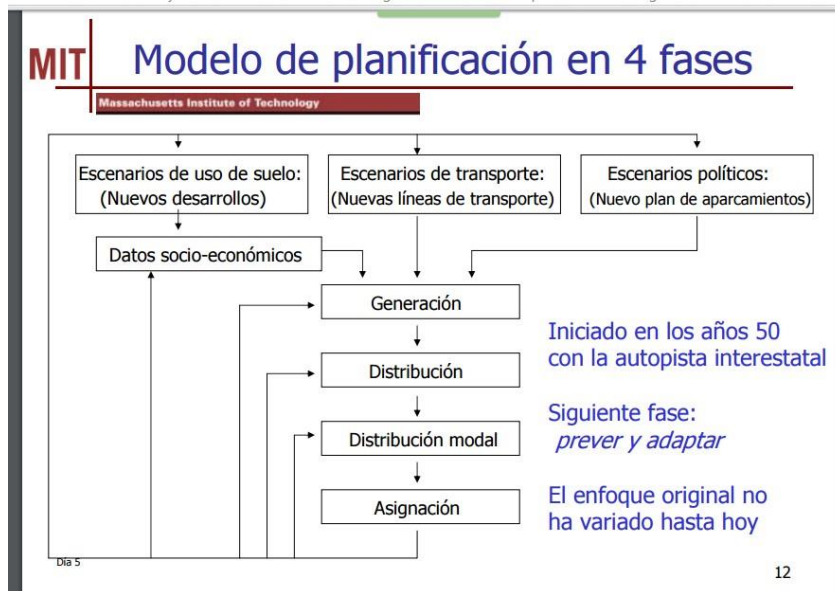 MIT
Modelo de planificación en 4 fases
Massachusetts Institute of Technology
Escenarios de uso de suelo:
(Nuevos desarrollos)
Escenarios de transporte:
(Nuevas líneas de transporte)
Escenarios políticos:
(Nuevo plan de aparcamientos)
Datos socio-económicos
Generación
Distribución
Distribución modal
Asignación
Iniciado en los años 50
con la autopista interestatal
Siguiente fase:
prever y adaptar
El enfoque original no
ha variado hasta hoy
Día 5
12